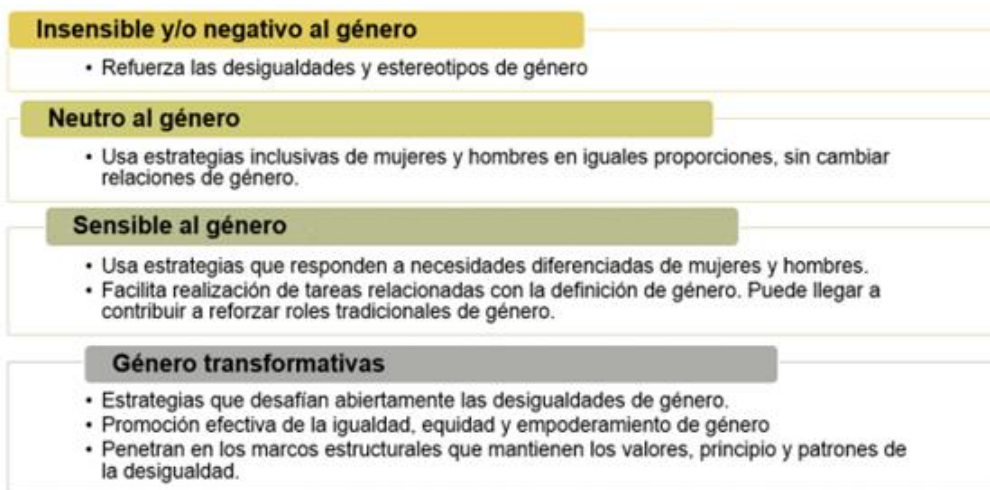 Insensible y/o negativo al género
• Refuerza las desigualdades y estereotipos de género
Neutro al género
• Usa estrategias inclusivas de mujeres y hombres en iguales proporciones, sin cambiar
relaciones de género.
Sensible al género
• Usa estrategias que responden a necesidades diferenciadas de mujeres y hombres.
• Facilita realización de tareas relacionadas con la definición de género. Puede llegar a
contribuir a reforzar roles tradicionales de género.
Género transformativas
• Estrategias que desafían abiertamente las desigualdades de género.
• Promoción efectiva de la igualdad, equidad y empoderamiento de género
• Penetran en los marcos estructurales que mantienen los valores, principio y patrones de
la desigualdad.